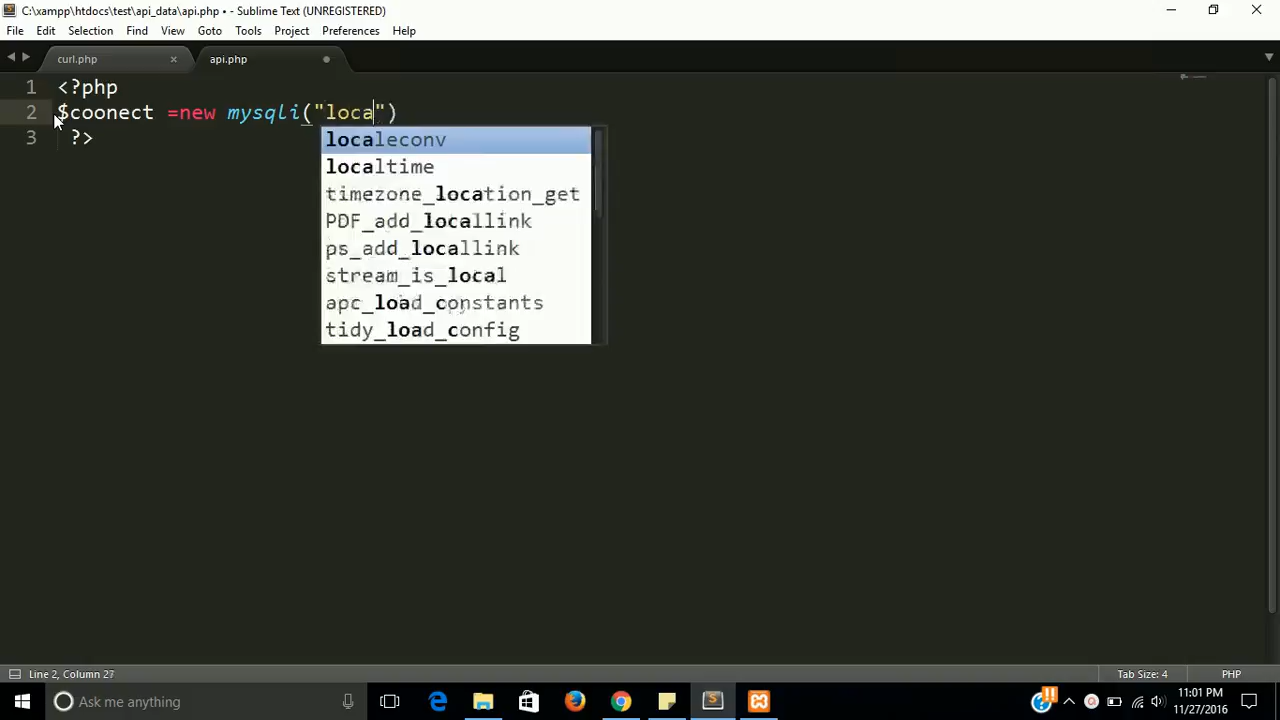 C:\xampp\htdocs\test\api_data\api.php • - Sublime Text (UNREGISTERED)
File Edit Selection Find View Goto Tools Project Preferences Help
curl.php × api.php
1 <?php
2 $coonect =new mysqli("loca")
3 ?>
localeconv
localtime
timezone_location_get
PDF_add_locallink
ps_add_locallink
stream_is_local
apc_load_constants
tidy_load_config
Line 2, Column 27 Tab Size: 4 PHP
Ask me anything
11:01 PM
11/27/2016